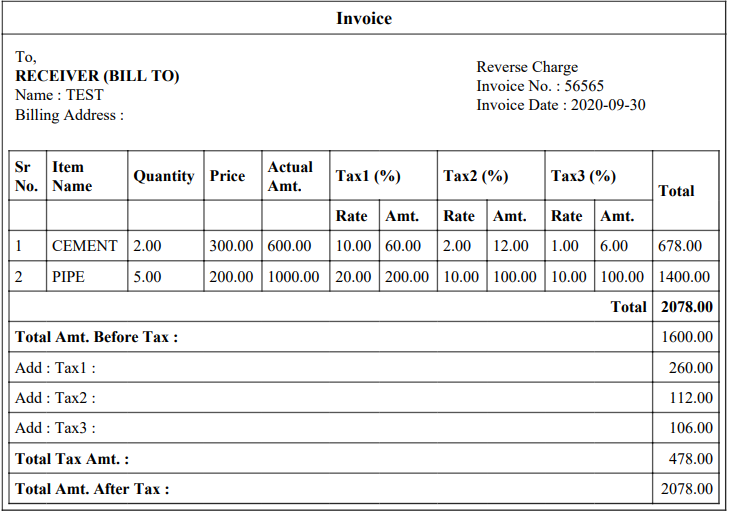 Invoice
To,
RECEIVER (BILL TO)
Name : TEST
Billing Address :
Reverse Charge
Invoice No. : 56565
Invoice Date : 2020-09-30
Sr No. Item Name Quantity Price Actual Amt. Tax1 (%) Tax2 (%) Tax3 (%) Total
Rate Amt. Rate Amt. Rate Amt.
1 CEMENT 2.00 300.00 600.00 10.00 60.00 2.00 12.00 1.00 6.00 678.00
2 PIPE 5.00 200.00 1000.00 20.00 200.00 10.00 100.00 10.00 100.00 1400.00
Total 2078.00
Total Amt. Before Tax : 1600.00
Add : Tax1 : 260.00
Add : Tax2 : 112.00
Add : Tax3 : 106.00
Total Tax Amt. : 478.00
Total Amt. After Tax : 2078.00